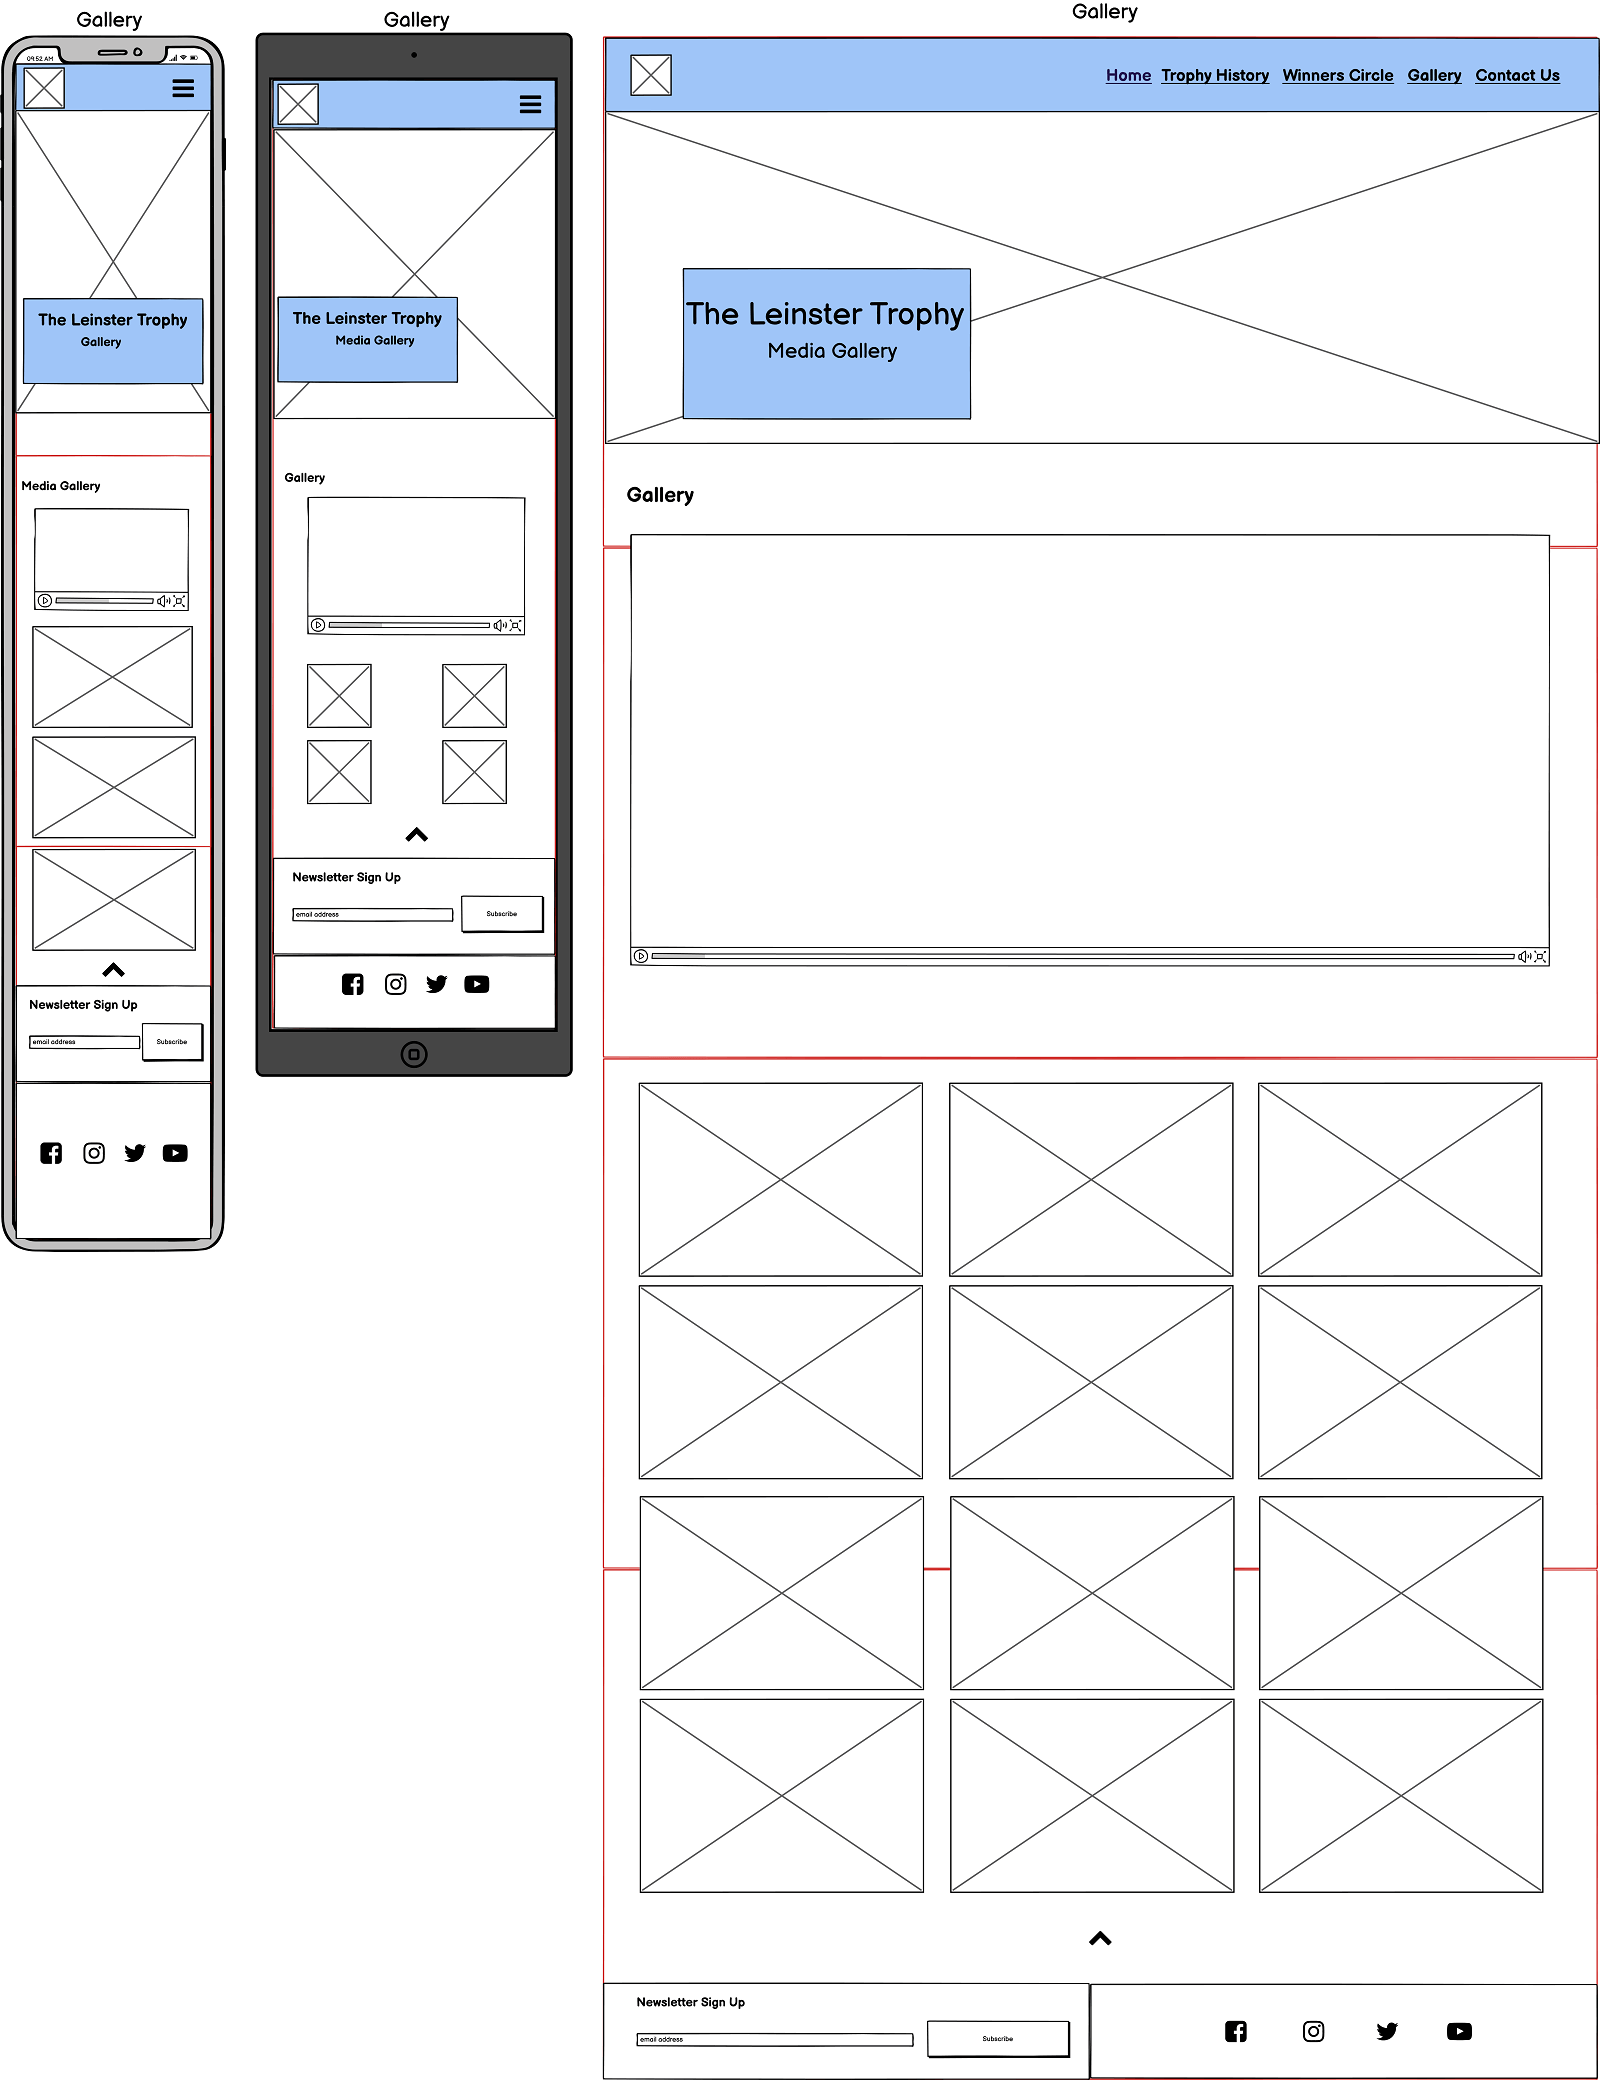 Gallery
09:52 AM
The Leinster Trophy
Gallery
Media Gallery
Newsletter Sign Up
email address
Subscribe
Gallery
The Leinster Trophy
Media Gallery
Gallery
Newsletter Sign Up
email address
Subscribe
Gallery
Home Trophy History Winners Circle Gallery Contact Us
The Leinster Trophy
Media Gallery
Gallery
Newsletter Sign Up
email address
Subscribe